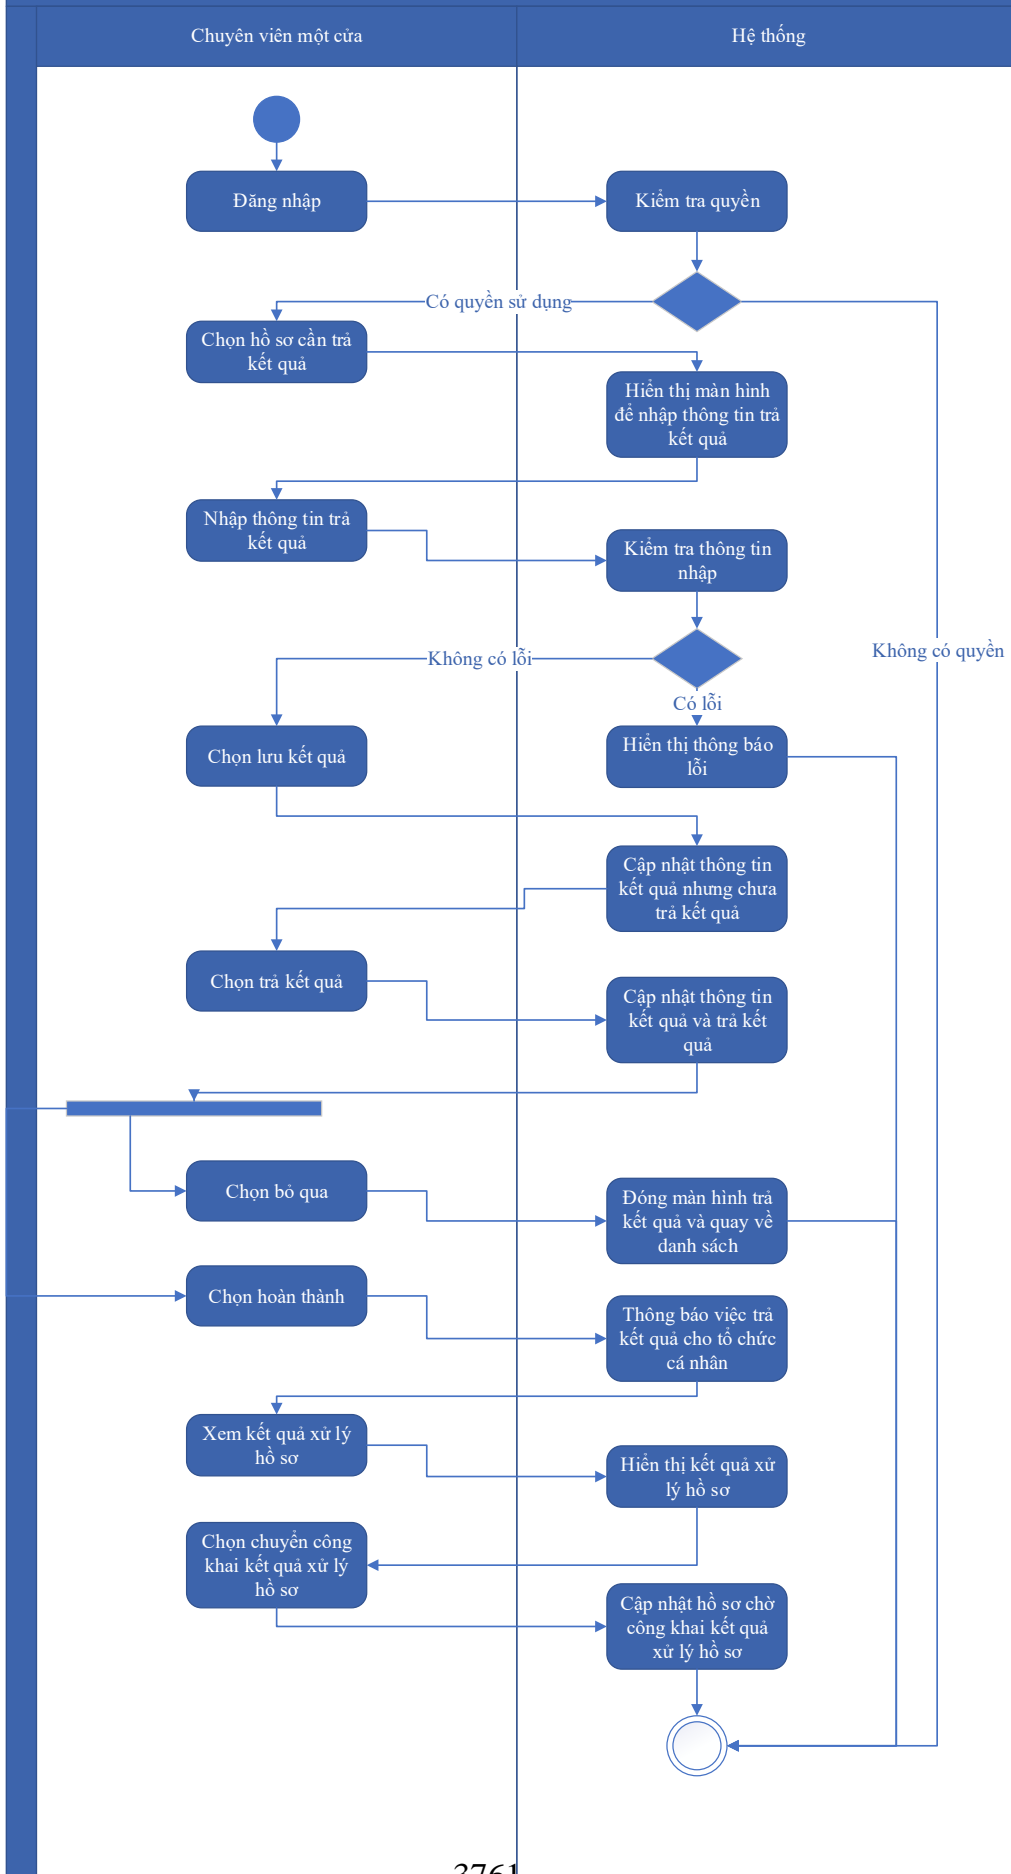 Chuyên viên một cửa
Hệ thống
Đăng nhập
Kiểm tra quyền
Có quyền sử dụng
Chọn hồ sơ cần trả
kết quả
Hiển thị màn hình
để nhập thông tin trả
kết quả
Nhập thông tin trả
kết quả
Kiểm tra thông tin
nhập
Không có quyền
Không có lỗi
Có lỗi
Chọn lưu kết quả
Hiển thị thông báo
lỗi
Cập nhật thông tin
kết quả nhưng chưa
trả kết quả
Chọn trả kết quả
Cập nhật thông tin
kết quả và trả kết
quả
Chọn bỏ qua
Đóng màn hình trả
kết quả và quay về
danh sách
Chọn hoàn thành
Thông báo việc trả
kết quả cho tổ chức
cá nhân
Xem kết quả xử lý
hồ sơ
Hiển thị kết quả xử
lý hồ sơ
Chọn chuyển công
khai kết quả xử lý
hồ sơ
Cập nhật hồ sơ chờ
công khai kết quả
xử lý hồ sơ
3761